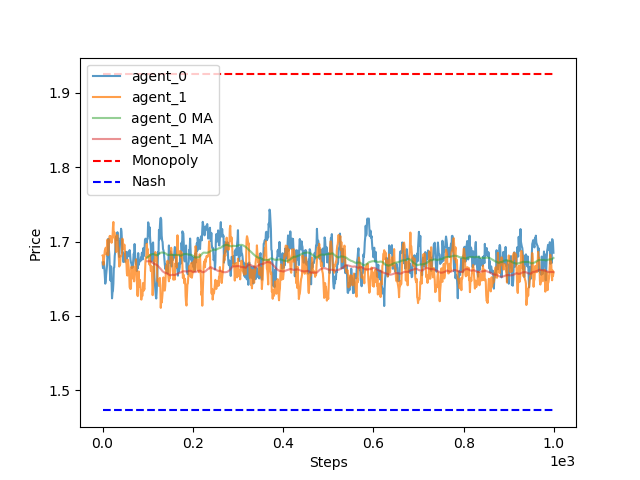 agent_0
agent_1
agent_0 MA
agent_1 MA
Monopoly
Nash
1.9
1.8
1.7
1.6
1.5
Price
0.0 0.2 0.4 0.6 0.8 1.0
Steps
1e3